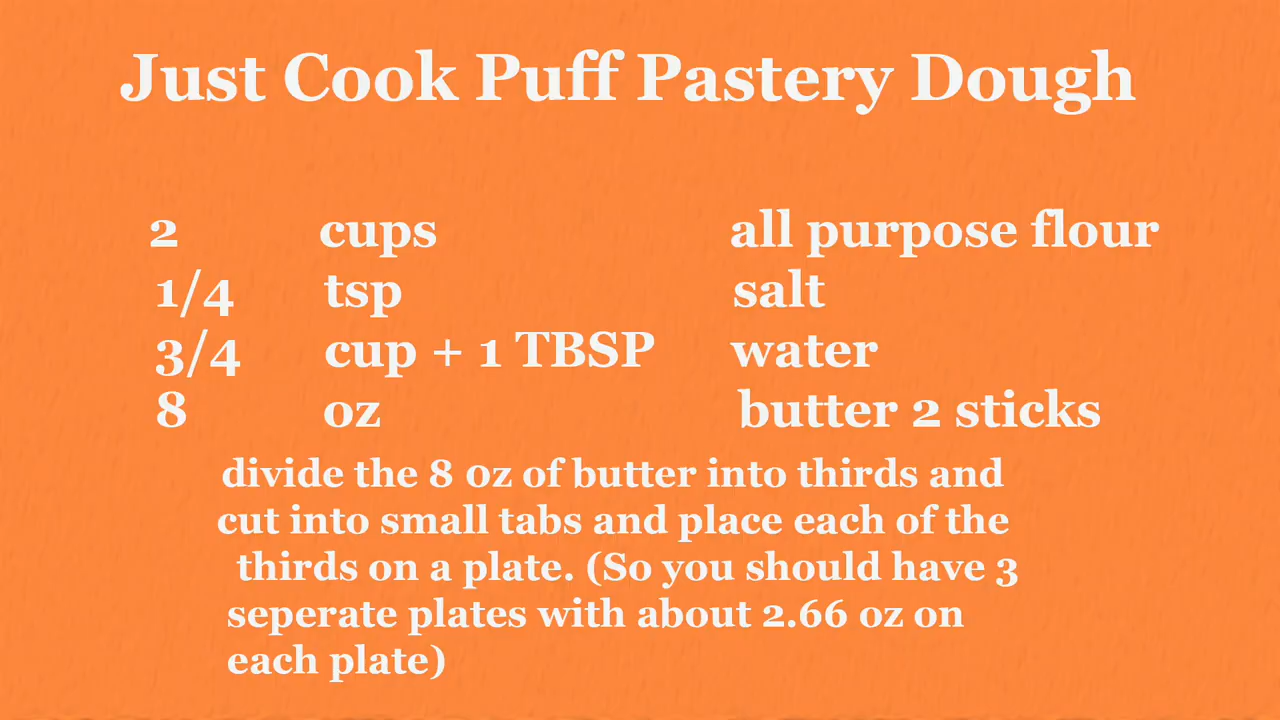 Just Cook Puff Pastery Dough
2 cups all purpose flour
1/4 tsp salt
3/4 cup + 1 TBSP water
8 oz butter 2 sticks
divide the 8 0z of butter into thirds and
cut into small tabs and place each of the
thirds on a plate. (So you should have 3
seperate plates with about 2.66 oz on
each plate)